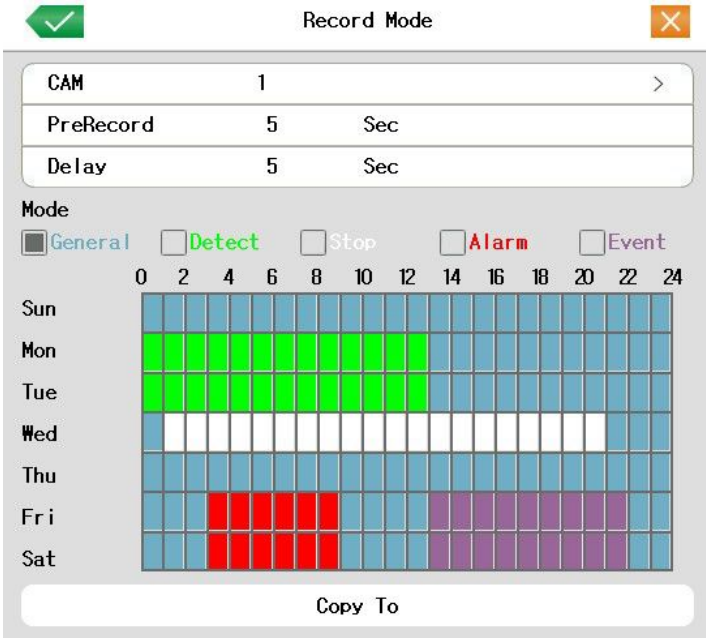 Record Mode
CAM 1 >
PreRecord 5 Sec
Delay 5 Sec
Mode
General Detect Stop Alarm Event
0 2 4 6 8 10 12 14 16 18 20 22 24
Sun
Mon
Tue
Wed
Thu
Fri
Sat
Copy To